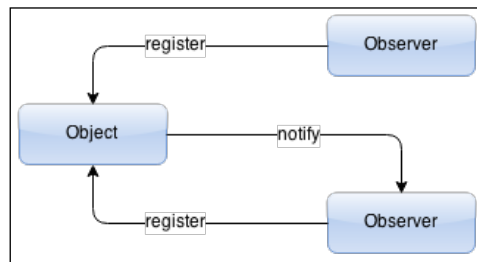 register
Observer
Object
notify
register
Observer